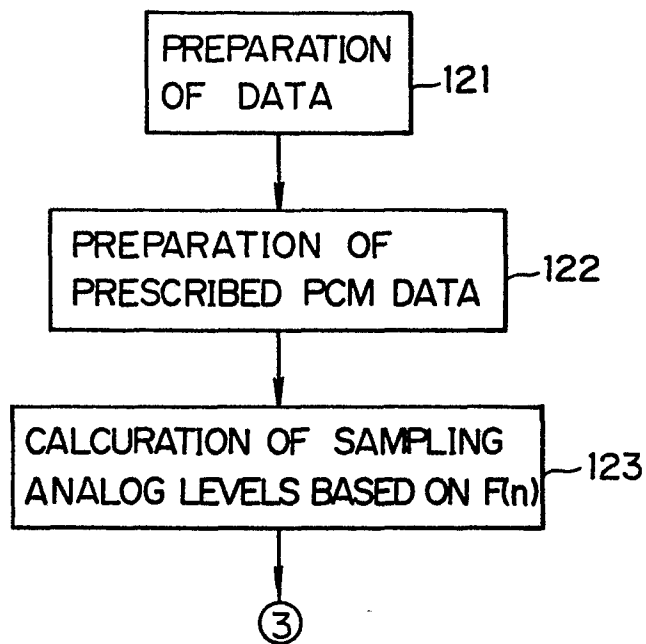 PREPARATION
OF DATA
121
PREPARATION OF
PRESCRIBED PCM DATA
122
CALCURATION OF SAMPLING
ANALOG LEVELS BASED ON F(n)
123
3